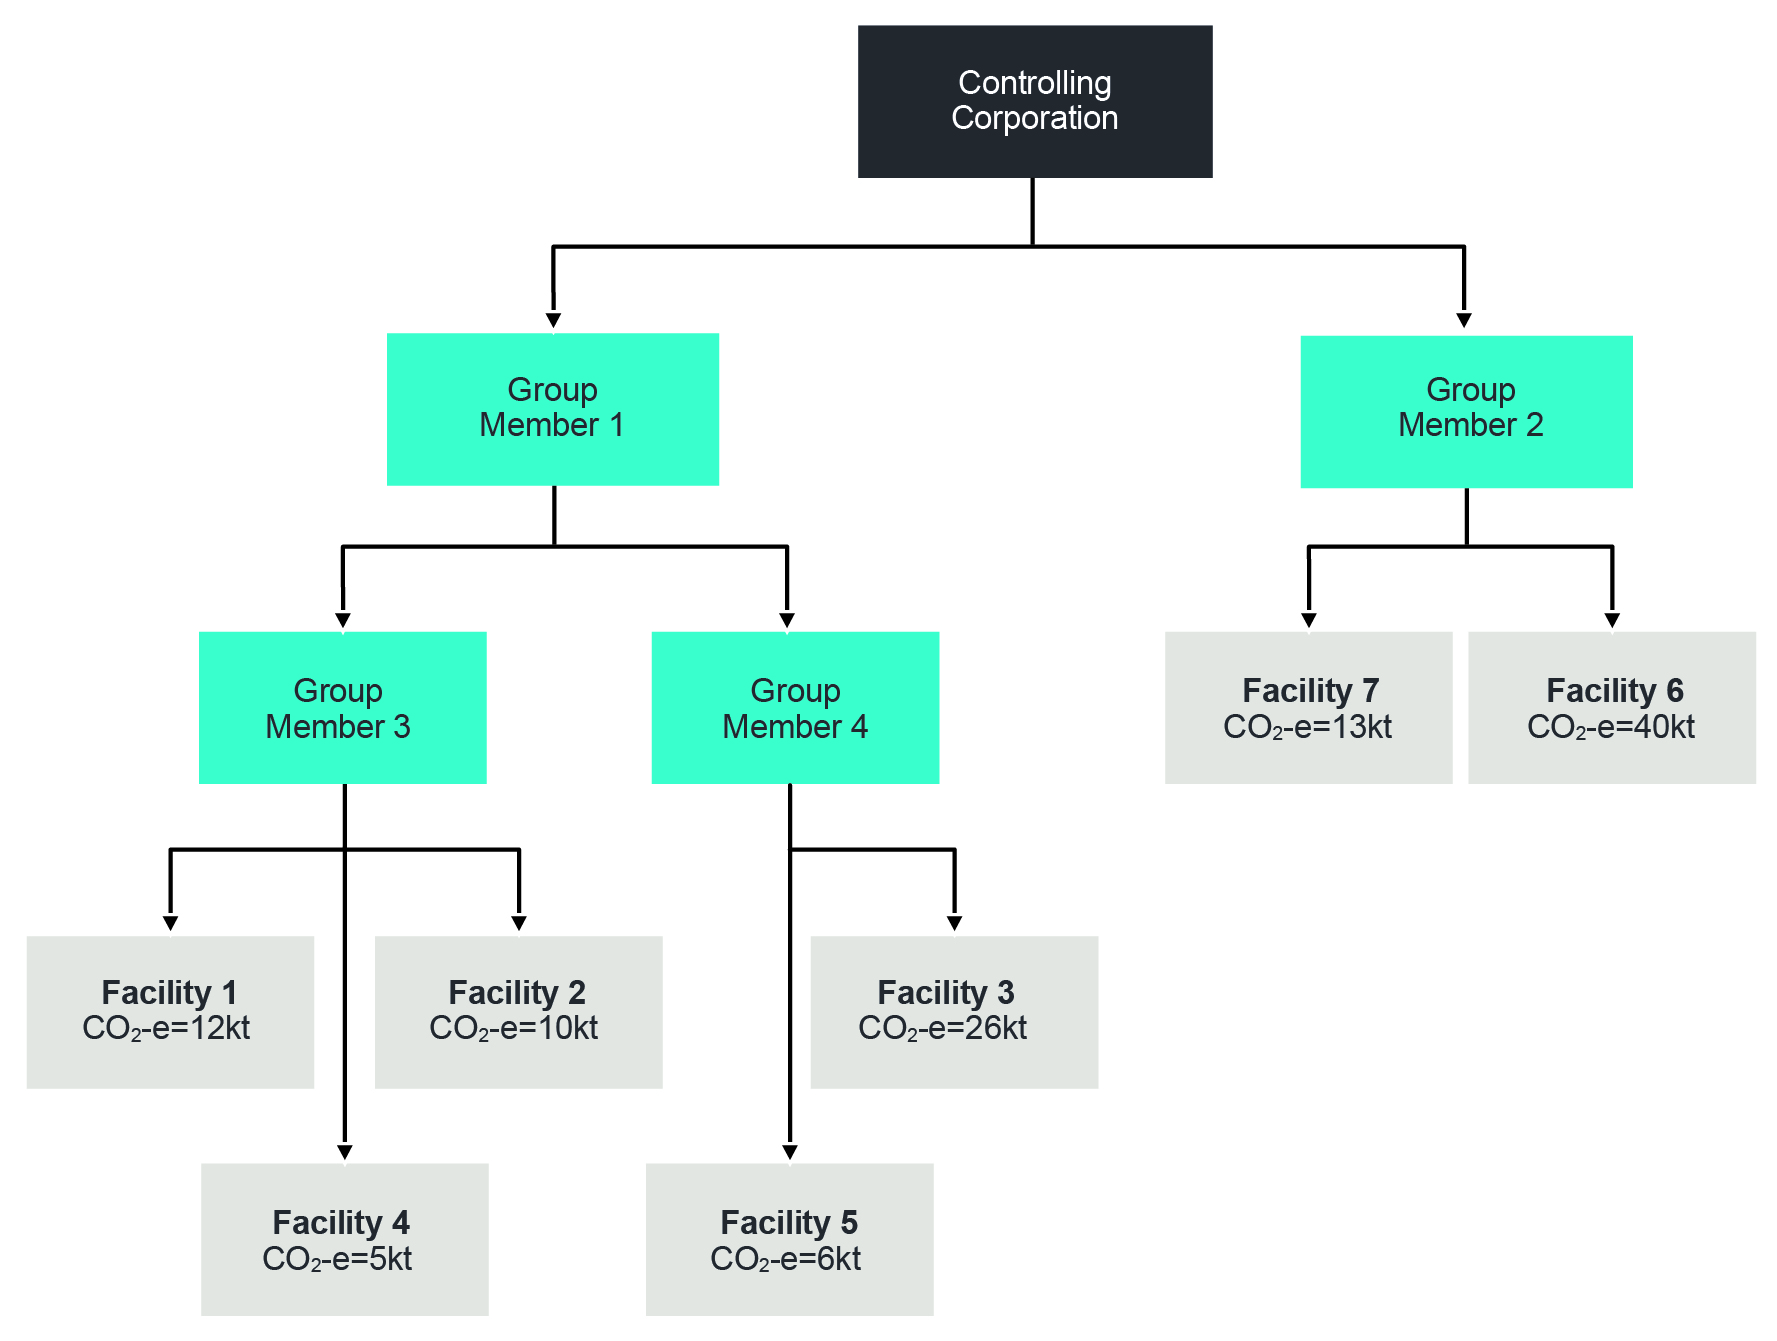 Controlling
Corporation
Group
Member 1
Group
Member 2
Group
Member 3
Group
Member 4
Facility 7
CO₂-e=13kt
Facility 6
CO₂-e=40kt
Facility 1
CO₂-e=12kt
Facility 2
CO₂-e=10kt
Facility 3
CO₂-e=26kt
Facility 4
CO₂-e=5kt
Facility 5
CO₂-e=6kt